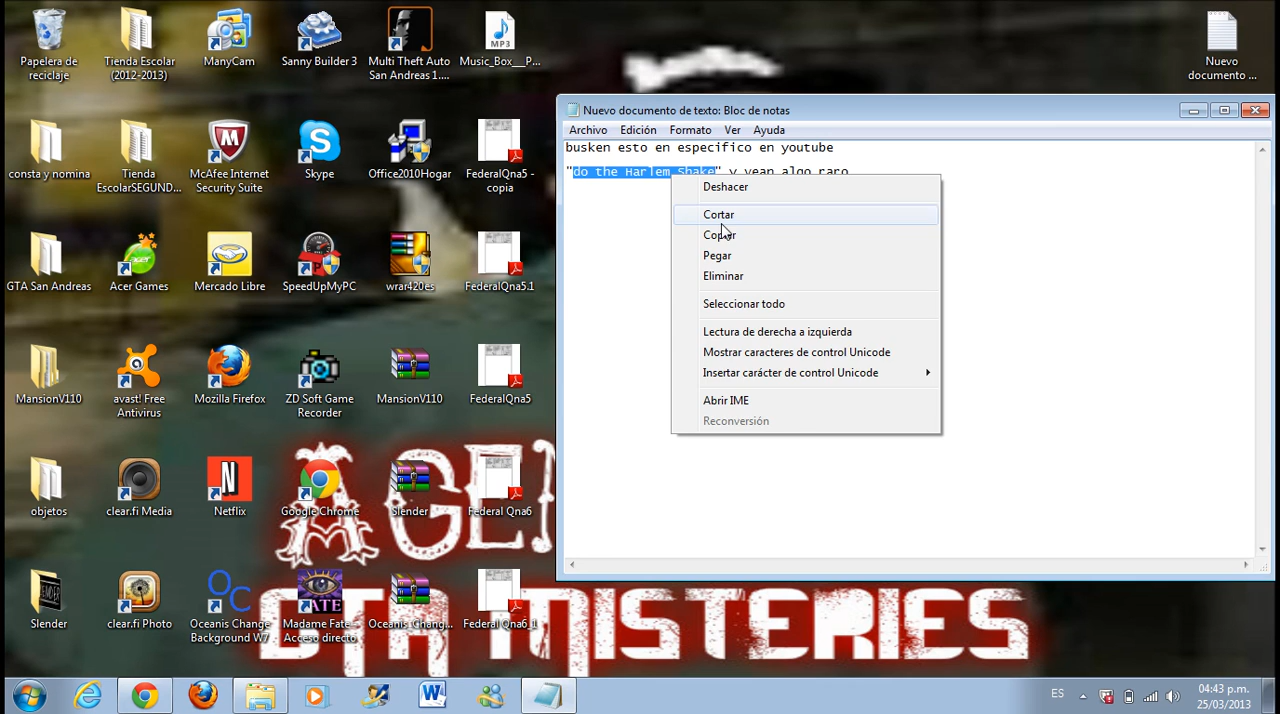 Papelera de reciclaje
Tienda Escolar (2012-2013)
ManyCam
Sanny Builder 3
Multi Theft Auto San Andreas 1....
Music_Box__P...
Nuevo documento ...
consta y nomina
Tienda EscolarSEGUND...
McAfee Internet Security Suite
Skype
Office2010Hogar
FederalQna5 - copia
GTA San Andreas
Acer Games
Mercado Libre
SpeedUpMyPC
wrar420es
FederalQna5.1
MansionV110
avast! Free Antivirus
Mozilla Firefox
ZD Soft Game Recorder
MansionV110
FederalQna5
objetos
clear.fi Media
Netflix
Google Chrome
Slender
Federal Qna6
Slender
clear.fi Photo
Oceanis Change Background W7
Madame Fate - Acceso directo
Oceanis_Chang...
Federal Qna6_1
Nuevo documento de texto: Bloc de notas
Archivo Edición Formato Ver Ayuda
busken esto en especifico en youtube
"do the Harlem Shake" y vean algo raro
Deshacer
Cortar
Copiar
Pegar
Eliminar
Seleccionar todo
Lectura de derecha a izquierda
Mostrar caracteres de control Unicode
Insertar carácter de control Unicode
Abrir IME
Reconversión
AGEN
GTA MISTERIES
ES
04:43 p.m.
25/03/2013